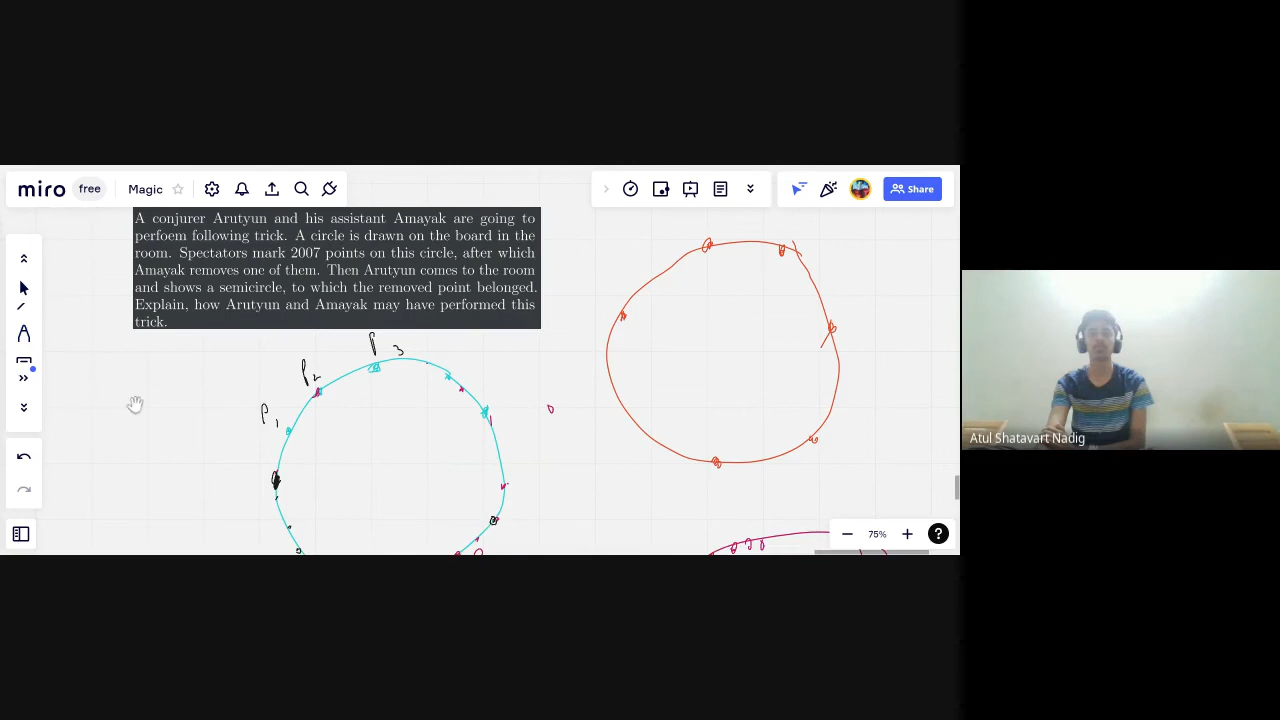 miro free Magic Share
A conjurer Arutyun and his assistant Amayak are going to
perfoem following trick. A circle is drawn on the board in the
room. Spectators mark 2007 points on this circle, after which
Amayak removes one of them. Then Arutyun comes to the room
and shows a semicircle, to which the removed point belonged.
Explain, how Arutyun and Amayak may have performed this
trick.
P 3
P2
P1
Atul Shatavart Nadig
75%